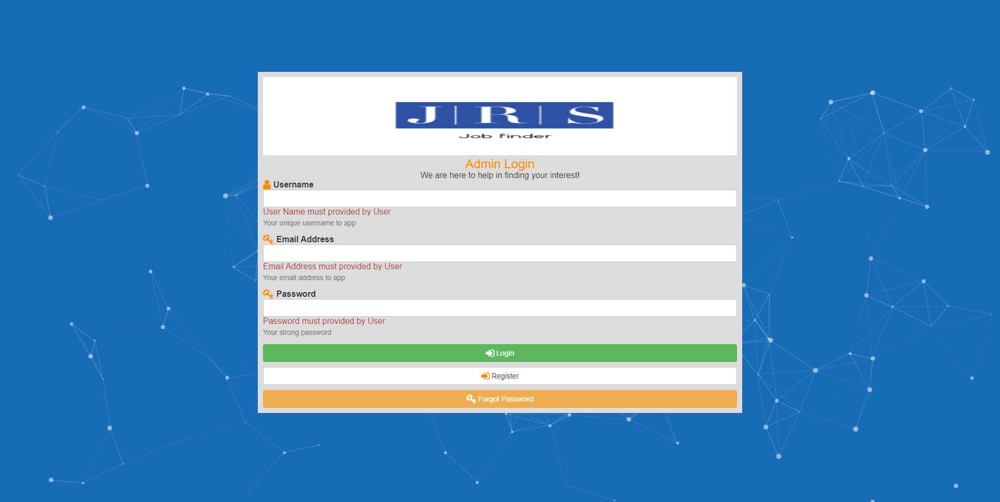 J|R|S
Job finder
Admin Login
We are here to help in finding your interest!
Username
User Name must provided by User
Your unique username to app
Email Address
Email Address must provided by User
Your email address to app
Password
Password must provided by User
Your strong password
Login
Register
Forgot Password